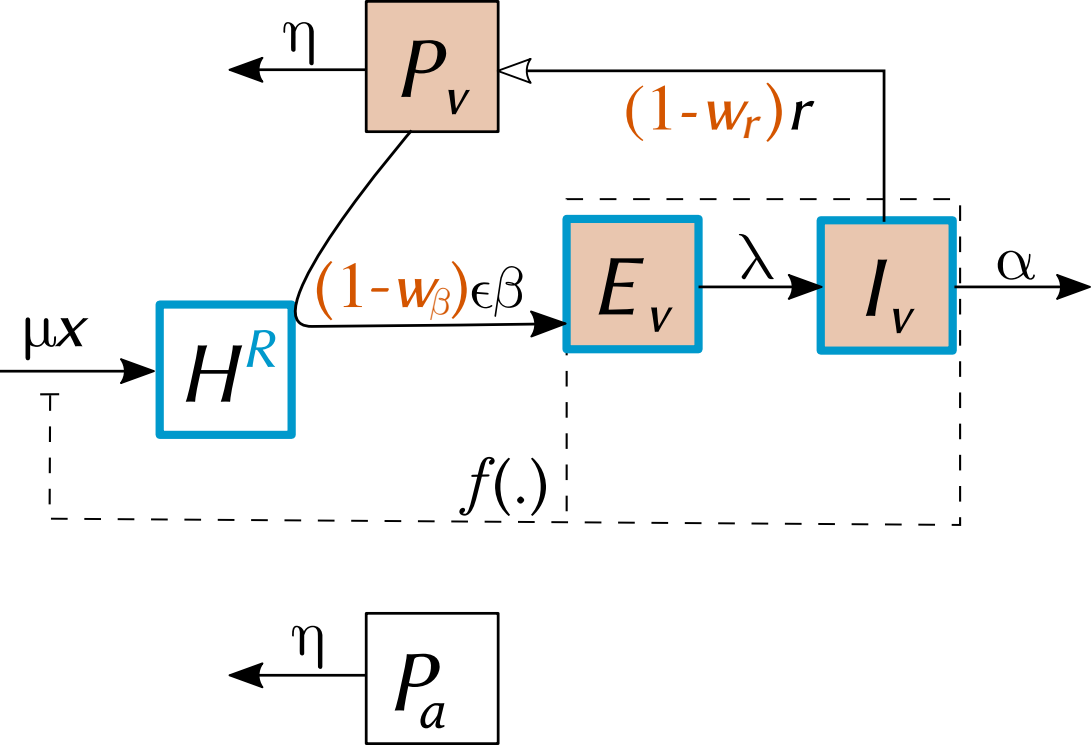 η
P_v
(1-w_r)r
(1-w_β)ϵβ
E_v
λ
I_v
α
μx
H^R
f(.)
η
P_a